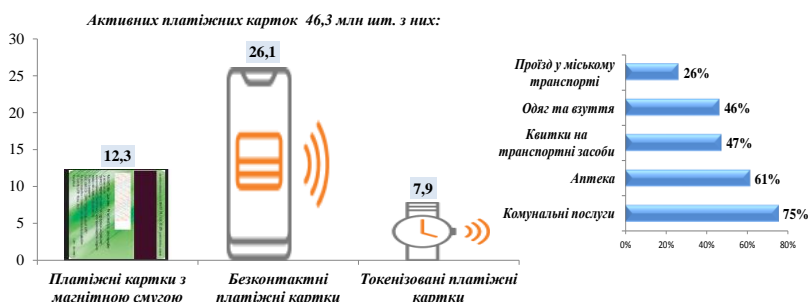 Активних платіжних карток 46,3 млн шт. з них:
30
25
20
15
10
5
0
12,3
26,1
7,9
Платіжні картки з
магнітною смугою
Безконтактні
платіжні картки
Токенізовані платіжні
картки
Проїзд у міському
транспорті
26%
Одяг та взуття
46%
Квитки на
транспортні засоби
47%
Аптека
61%
Комунальні послуги
75%
0%
20%
40%
60%
80%